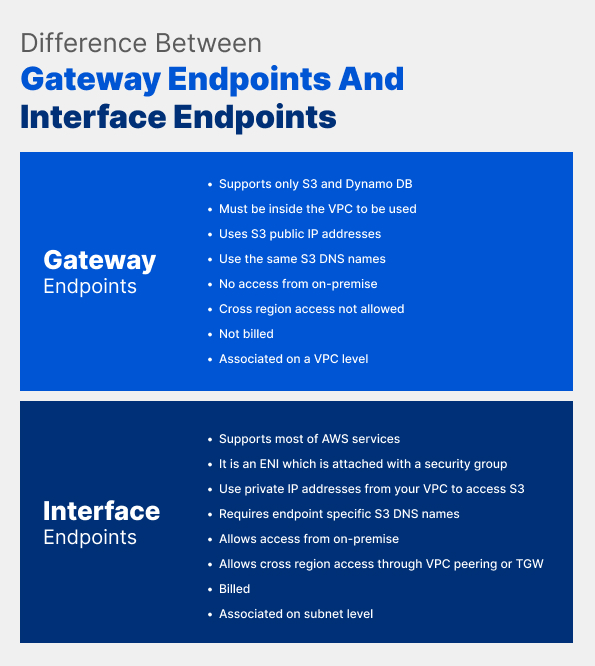 Difference Between
Gateway Endpoints And
Interface Endpoints
Gateway
Endpoints
• Supports only S3 and Dynamo DB
• Must be inside the VPC to be used
• Uses S3 public IP addresses
• Use the same S3 DNS names
• No access from on-premise
• Cross region access not allowed
• Not billed
• Associated on a VPC level
Interface
Endpoints
• Supports most of AWS services
• It is an ENI which is attached with a security group
• Use private IP addresses from your VPC to access S3
• Requires endpoint specific S3 DNS names
• Allows access from on-premise
• Allows cross region access through VPC peering or TGW
• Billed
• Associated on subnet level